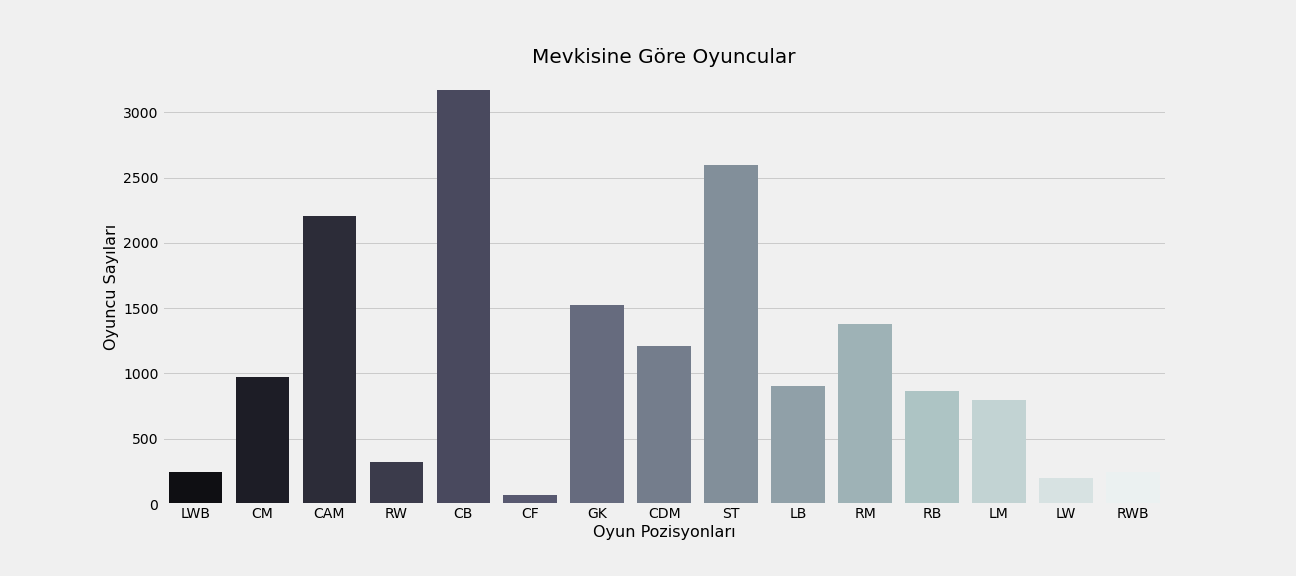 Mevkisine Göre Oyuncular
Oyuncu Sayıları
3000
2500
2000
1500
1000
500
0
LWB CM CAM RW CB CF GK CDM ST LB RM RB LM LW RWB
Oyun Pozisyonları